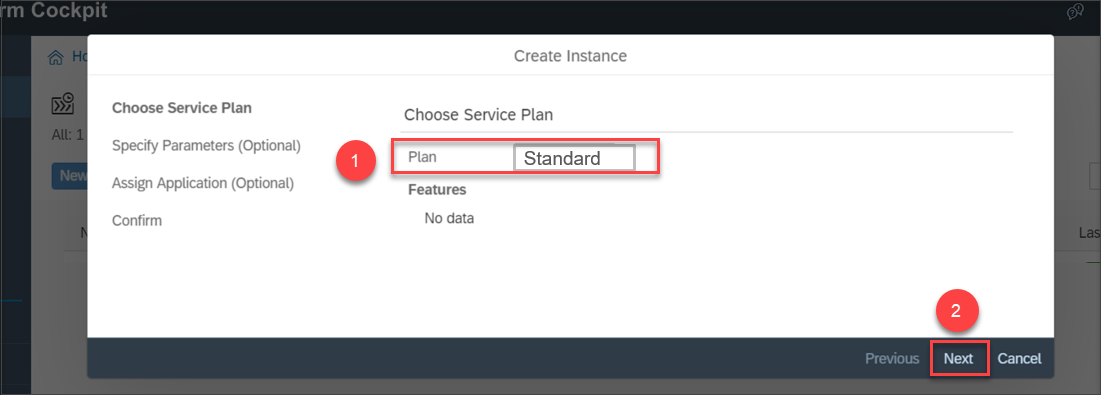 rm Cockpit
Create Instance
Ho
All: 1
New
N
Las
Choose Service Plan
Specify Parameters (Optional)
Assign Application (Optional)
Confirm
Choose Service Plan
1
Plan Standard
Features
No data
2
Previous Next Cancel